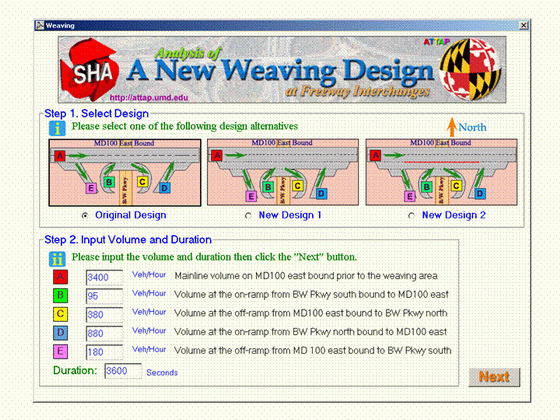 Weaving
Analysis of
ATTAP
SHA
A New Weaving Design
at Freeway Interchanges
http://attap.umd.edu
Step 1. Select Design
i Please select one of the following design alternatives
North
MD100 East Bound MD100 East Bound MD100 East Bound
A A A
E B C D E B C D E B C D
B/W Pkwy B/W Pkwy B/W Pkwy
Original Design New Design 1 New Design 2
Step 2. Input Volume and Duration
ii Please input the volume and duration then click the "Next" button.
A 3400 Veh/Hour Mainline volume on MD100 east bound prior to the weaving area
B 95 Veh/Hour Volume at the on-ramp from BW Pkwy south bound to MD100 east
C 380 Veh/Hour Volume at the off-ramp from MD100 east bound to BW Pkwy north
D 880 Veh/Hour Volume at the on-ramp from BW Pkwy north bound to MD100 east
E 180 Veh/Hour Volume at the off-ramp from MD 100 east bound to BW Pkwy south
Duration: 3600 Seconds
Next